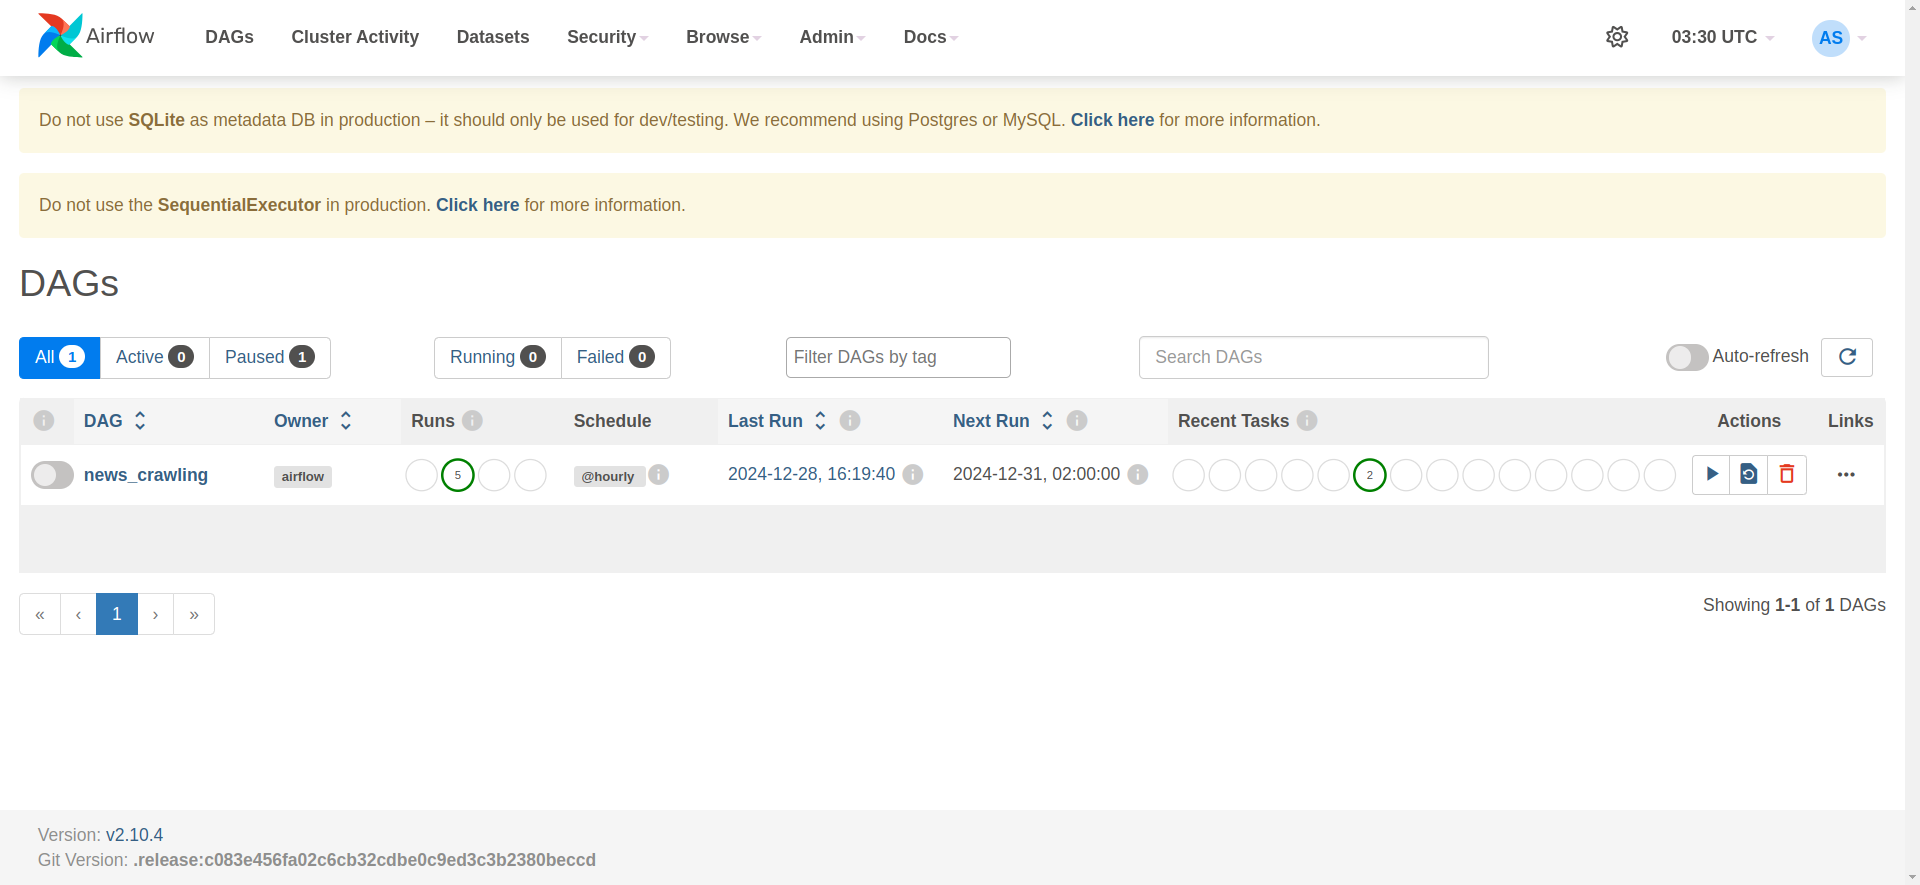 Airflow DAGs Cluster Activity Datasets Security Browse Admin Docs 03:30 UTC AS
Do not use SQLite as metadata DB in production – it should only be used for dev/testing. We recommend using Postgres or MySQL. Click here for more information.
Do not use the SequentialExecutor in production. Click here for more information.
DAGs
All 1 Active 0 Paused 1 Running 0 Failed 0 Filter DAGs by tag Search DAGs Auto-refresh
DAG Owner Runs Schedule Last Run Next Run Recent Tasks Actions Links
news_crawling airflow 5 @hourly 2024-12-28, 16:19:40 2024-12-31, 02:00:00 2
« ‹ 1 › » Showing 1-1 of 1 DAGs
Version: v2.10.4
Git Version: .release:c083e456fa02c6cb32cdbe0c9ed3c3b2380beccd